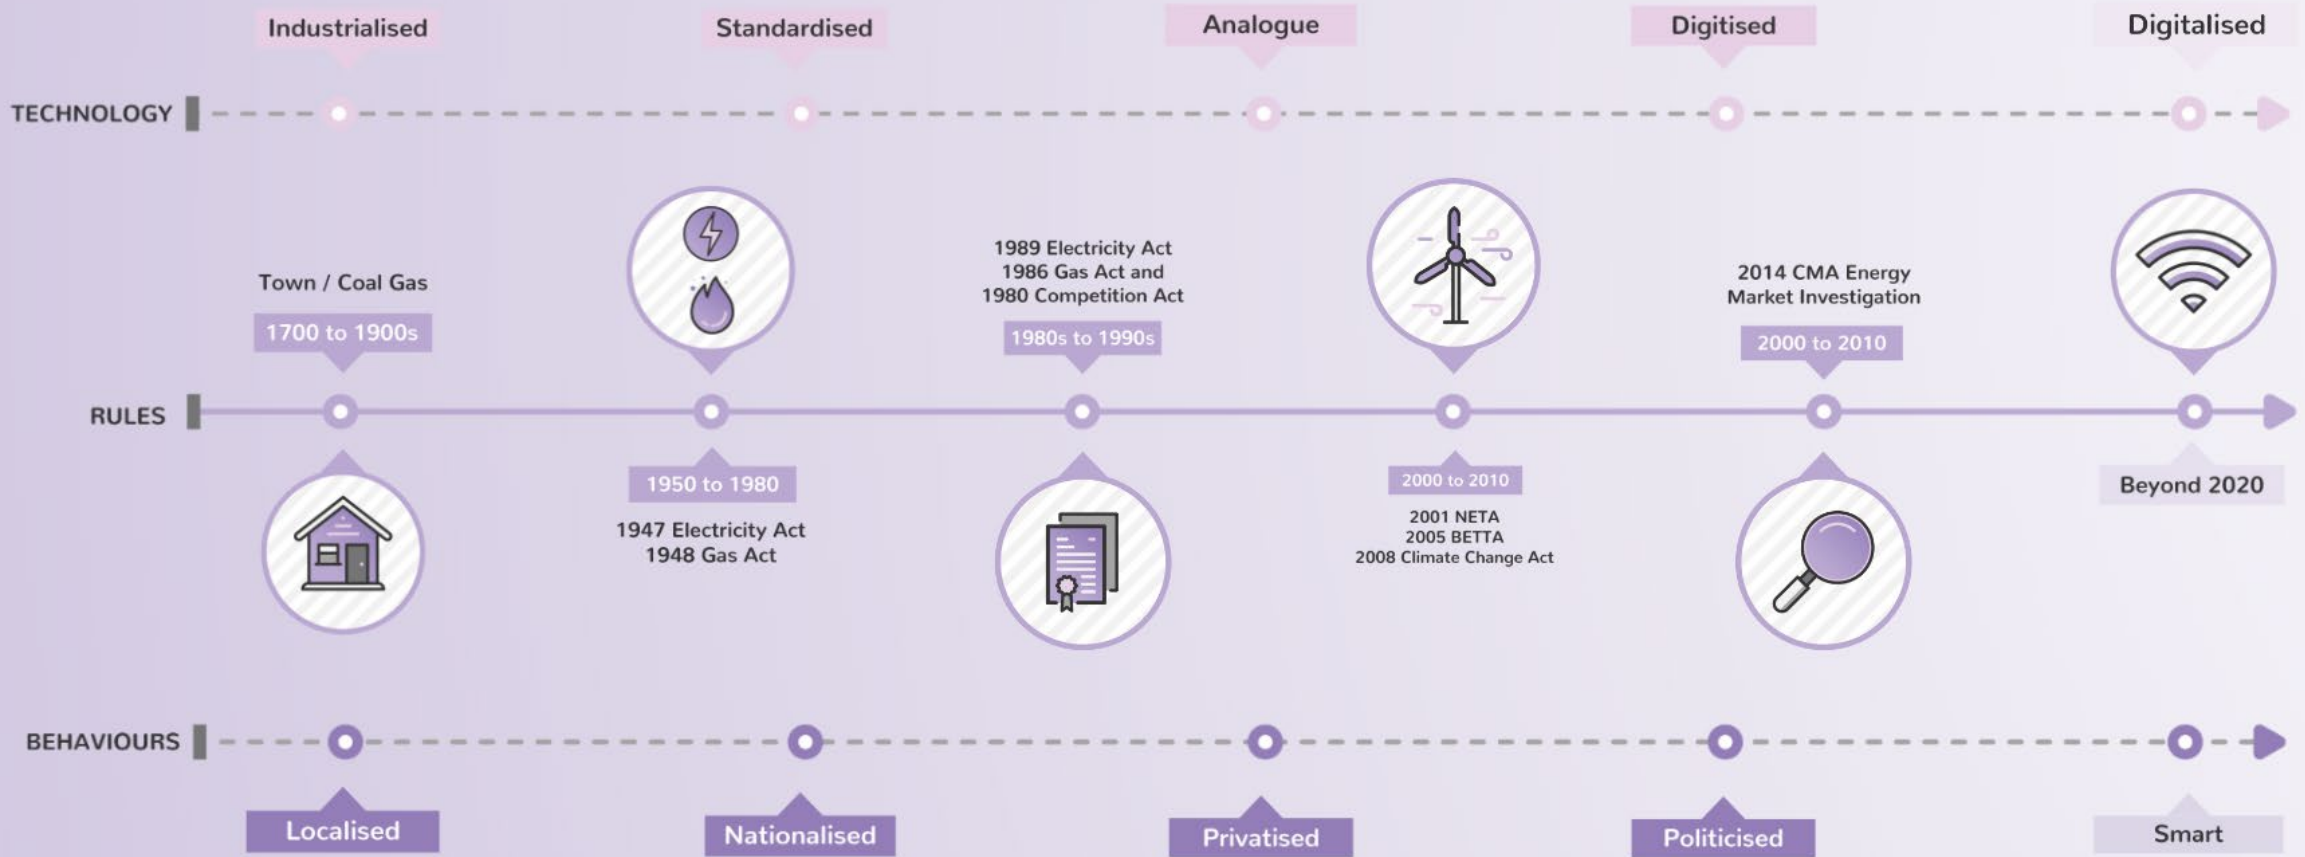 Industrialised
Standardised
Analogue
Digitised
Digitalised
TECHNOLOGY
Town / Coal Gas
1700 to 1900s
1989 Electricity Act
1986 Gas Act and
1980 Competition Act
1980s to 1990s
2014 CMA Energy
Market Investigation
2000 to 2010
RULES
1950 to 1980
1947 Electricity Act
1948 Gas Act
2000 to 2010
2001 NETA
2005 BETTA
2008 Climate Change Act
Beyond 2020
BEHAVIOURS
Localised
Nationalised
Privatised
Politicised
Smart